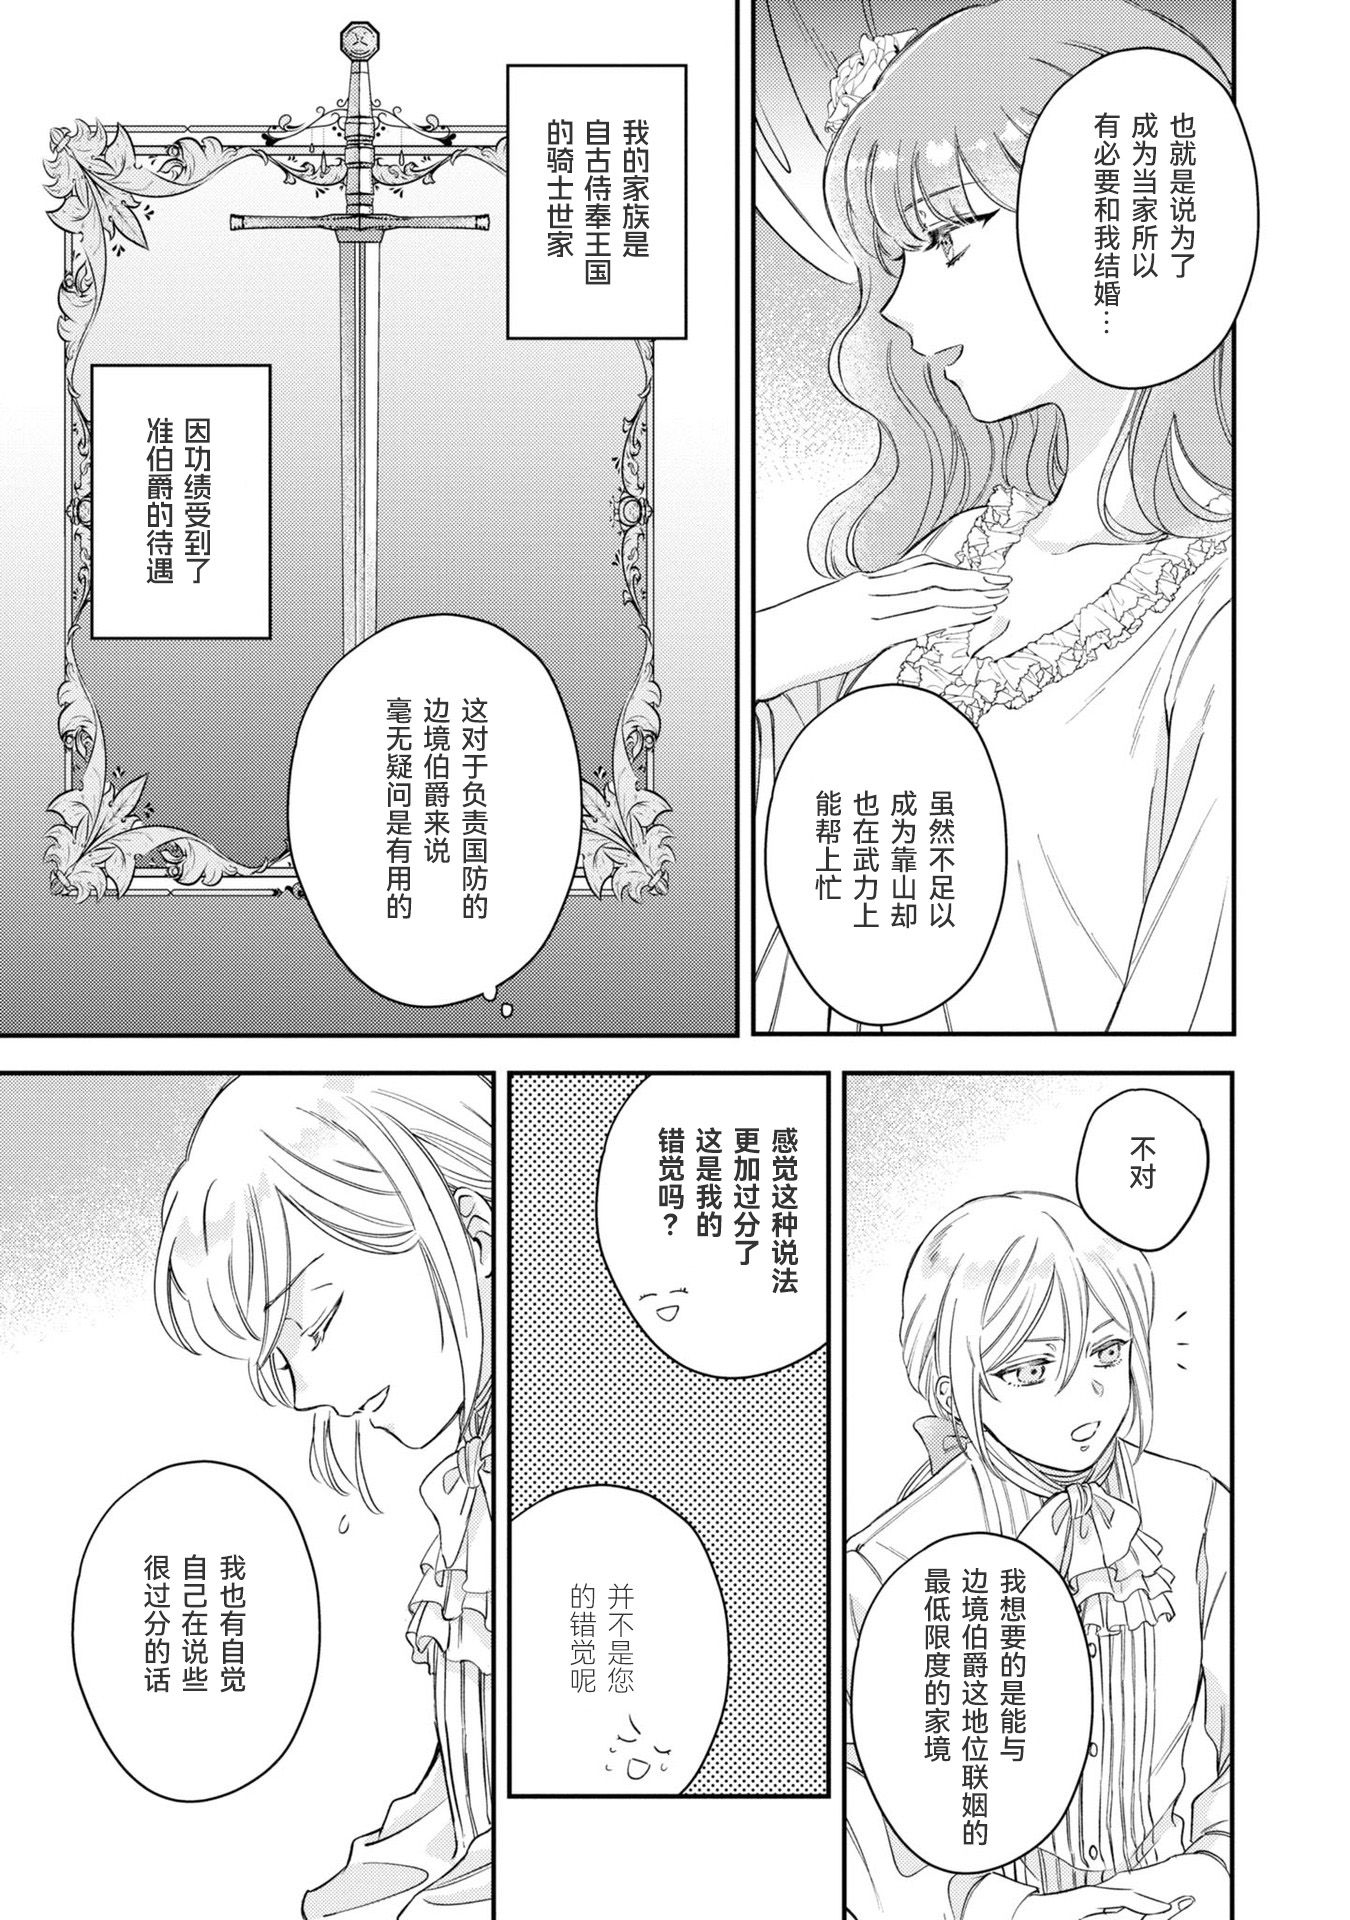 也就是说为了
成为当家所以
有必要和我结婚…
虽然不足以
成为靠山却
也在武力上
能帮上忙
我的家族是
自古侍奉王国
的骑士世家
因功绩受到了
准伯爵的待遇
这对于负责国防的
边境伯爵来说
毫无疑问是有用的
不对
我想要的是能与
边境伯爵这地位联姻的
最低限度的家境
感觉这种说法
更加过分了
这是我的
错觉吗？
并不是您
的错觉呢
我也有自觉
自己在说些
很过分的话